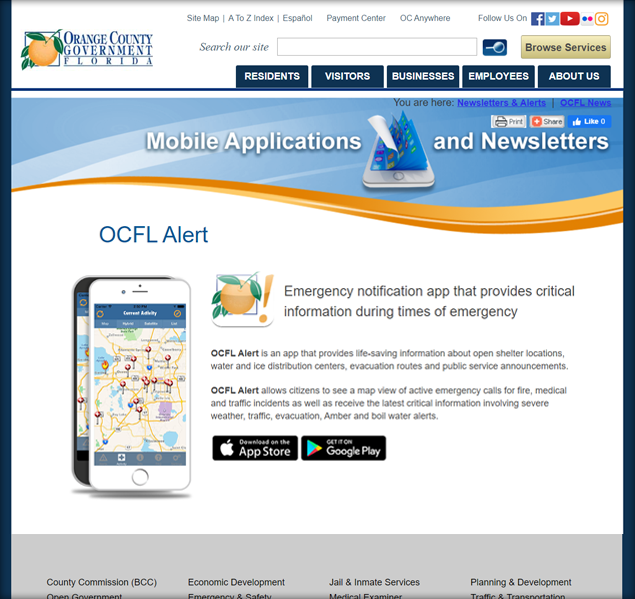 Site Map | A To Z Index | Español Payment Center OC Anywhere Follow Us On
ORANGE COUNTY
GOVERNMENT
FLORIDA
Search our site
Browse Services
RESIDENTS VISITORS BUSINESSES EMPLOYEES ABOUT US
You are here: Newsletters & Alerts | OCFL News
Print Share Like 0
Mobile Applications and Newsletters
OCFL Alert
Current Activity
Emergency notification app that provides critical
information during times of emergency
OCFL Alert is an app that provides life-saving information about open shelter locations,
water and ice distribution centers, evacuation routes and public service announcements.
OCFL Alert allows citizens to see a map view of active emergency calls for fire, medical
and traffic incidents as well as receive the latest critical information involving severe
weather, traffic, evacuation, Amber and boil water alerts.
Download on the
App Store
GET IT ON
Google Play
County Commission (BCC) Economic Development Jail & Inmate Services Planning & Development
Open Government Emergency & Safety Medical Examiner Traffic & Transportation